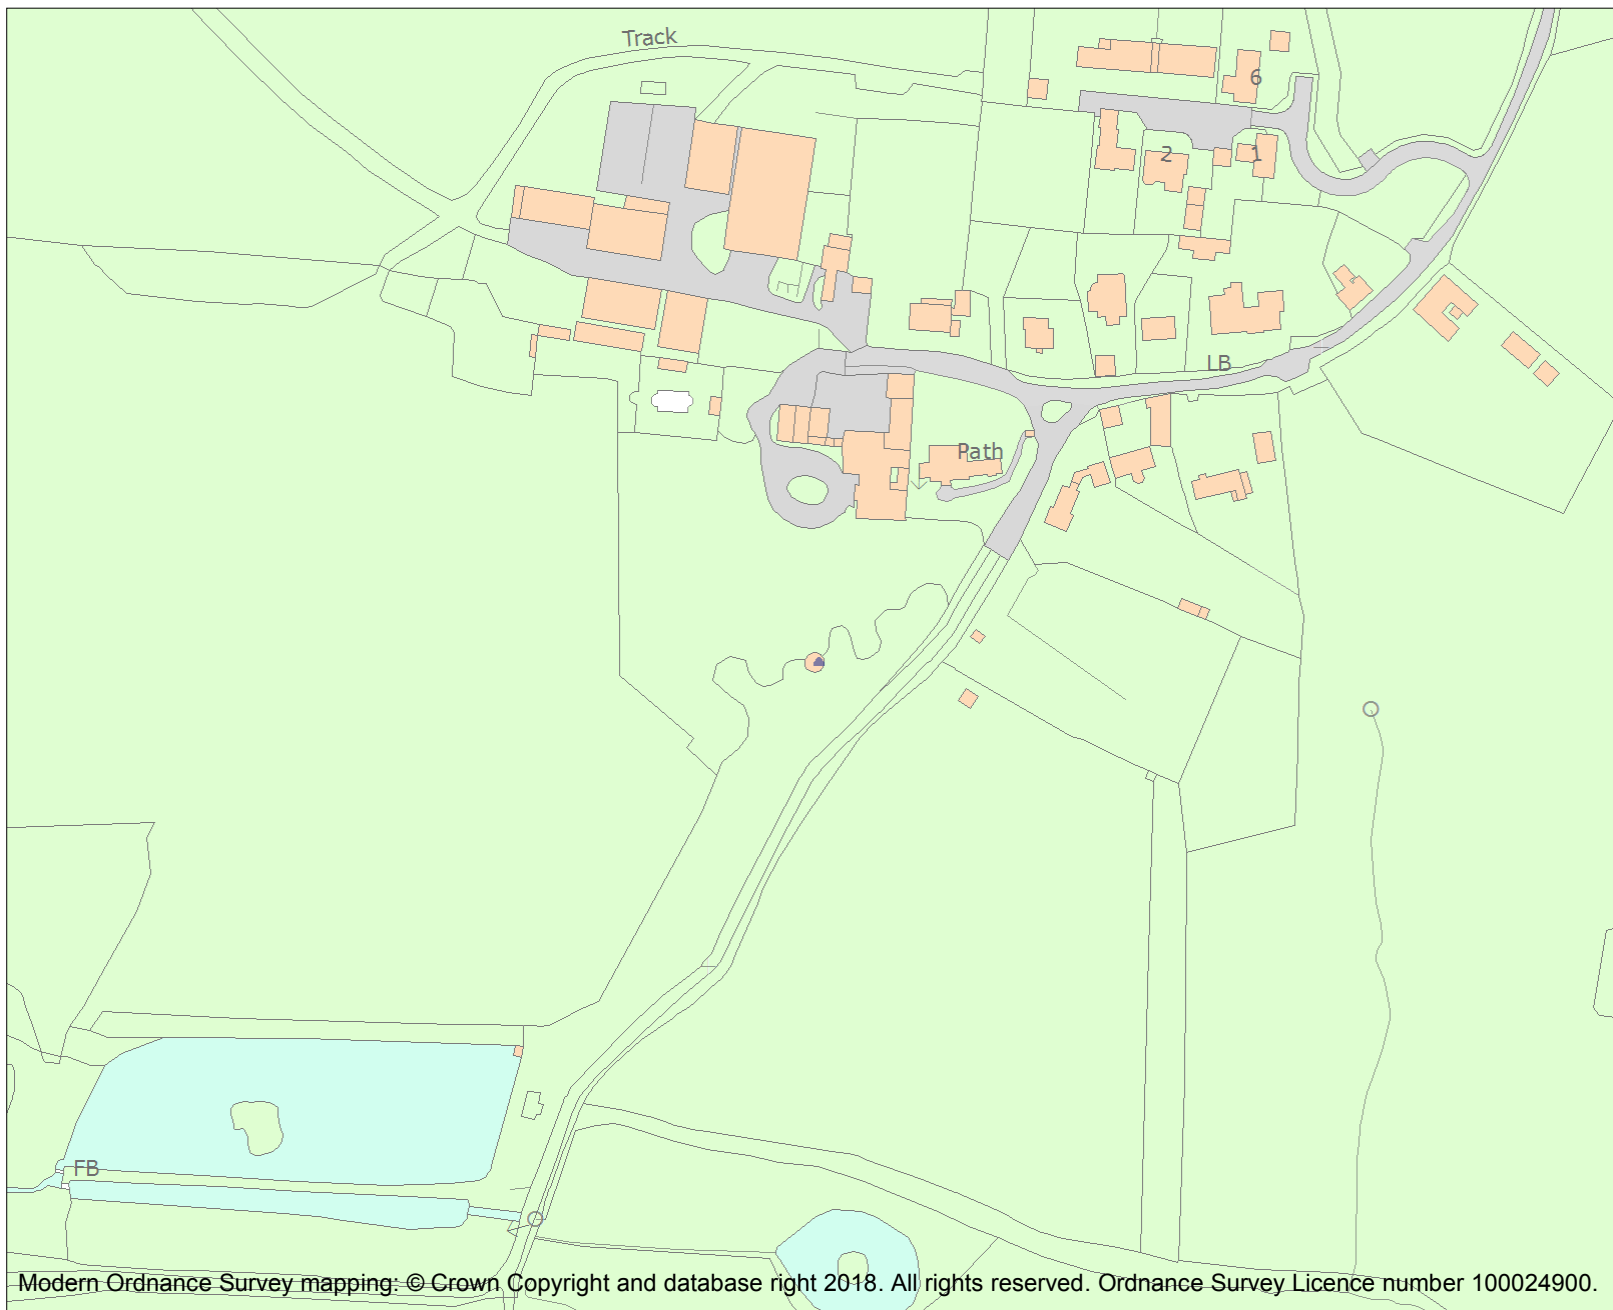 Track
6
2
1
LB
Path
FB
Modern Ordnance Survey mapping: © Crown Copyright and database right 2018. All rights reserved. Ordnance Survey Licence number 100024900.